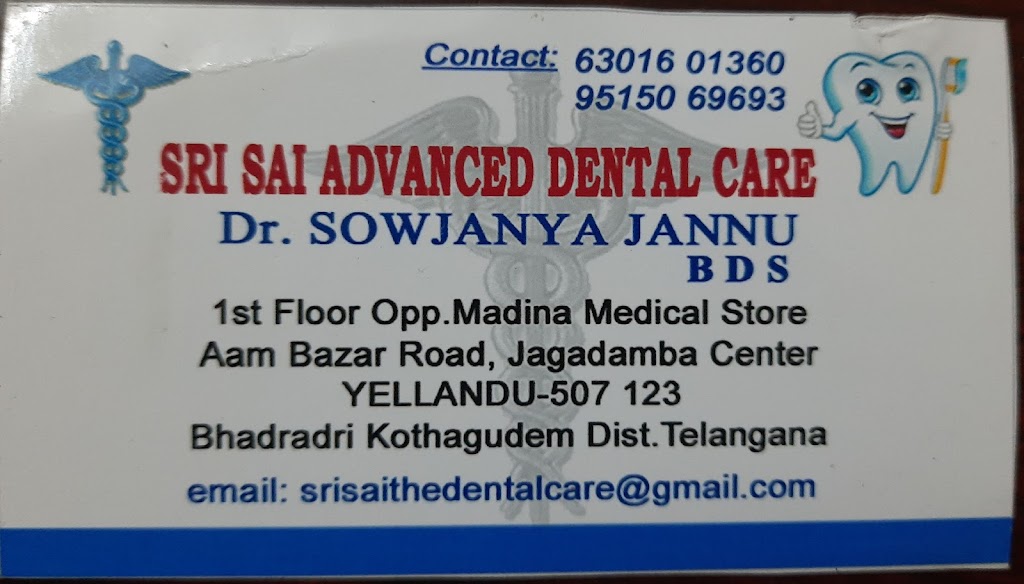 Contact: 63016 01360
95150 69693
SRI SAI ADVANCED DENTAL CARE
Dr. SOWJANYA JANNU
BDS
1st Floor Opp.Madina Medical Store
Aam Bazar Road, Jagadamba Center
YELLANDU-507 123
Bhadradri Kothagudem Dist.Telangana
email: srisaithedentalcare@gmail.com